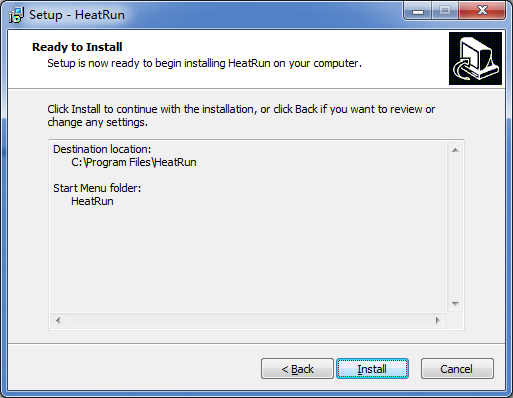 Setup - HeatRun
Ready to Install
Setup is now ready to begin installing HeatRun on your computer.
Click Install to continue with the installation, or click Back if you want to review or
change any settings.
Destination location:
C:\Program Files\HeatRun
Start Menu folder:
HeatRun
< Back
Install
Cancel